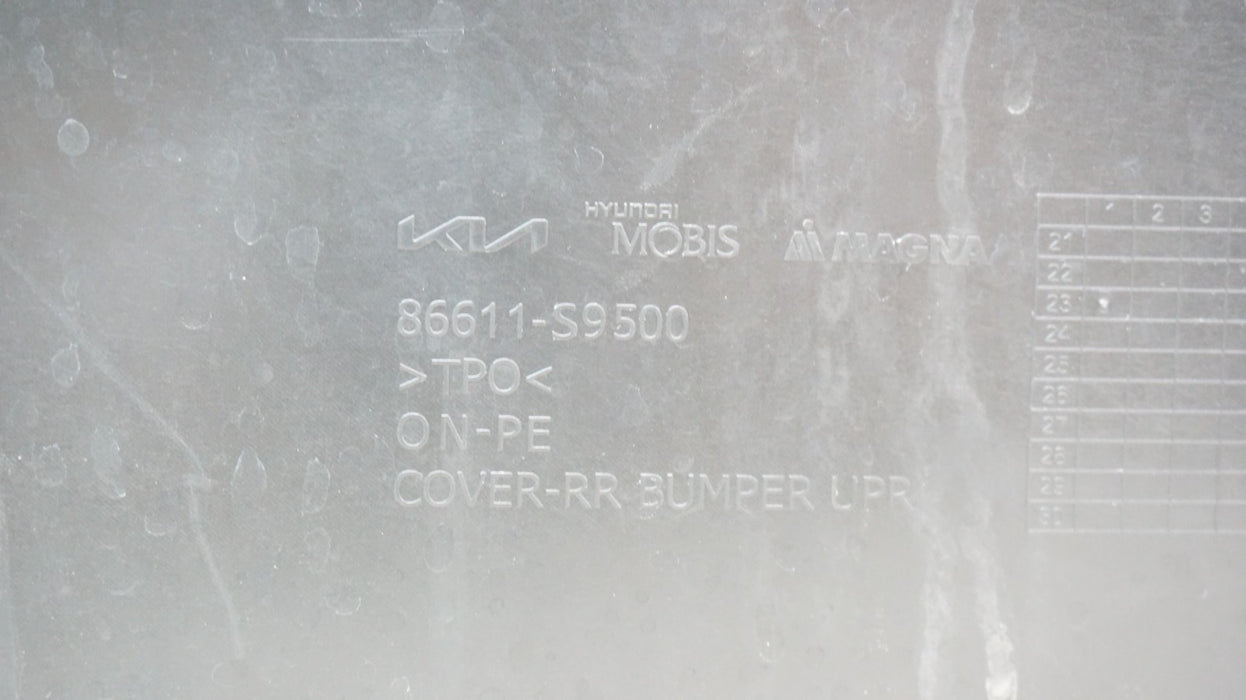 KIA HYUNDAI MOBIS MAGNA
86611-S9500
>TPO<
ON-PE
COVER-RR BUMPER UPR
1 2 3
21
22
23
24
25
26
27
28
29